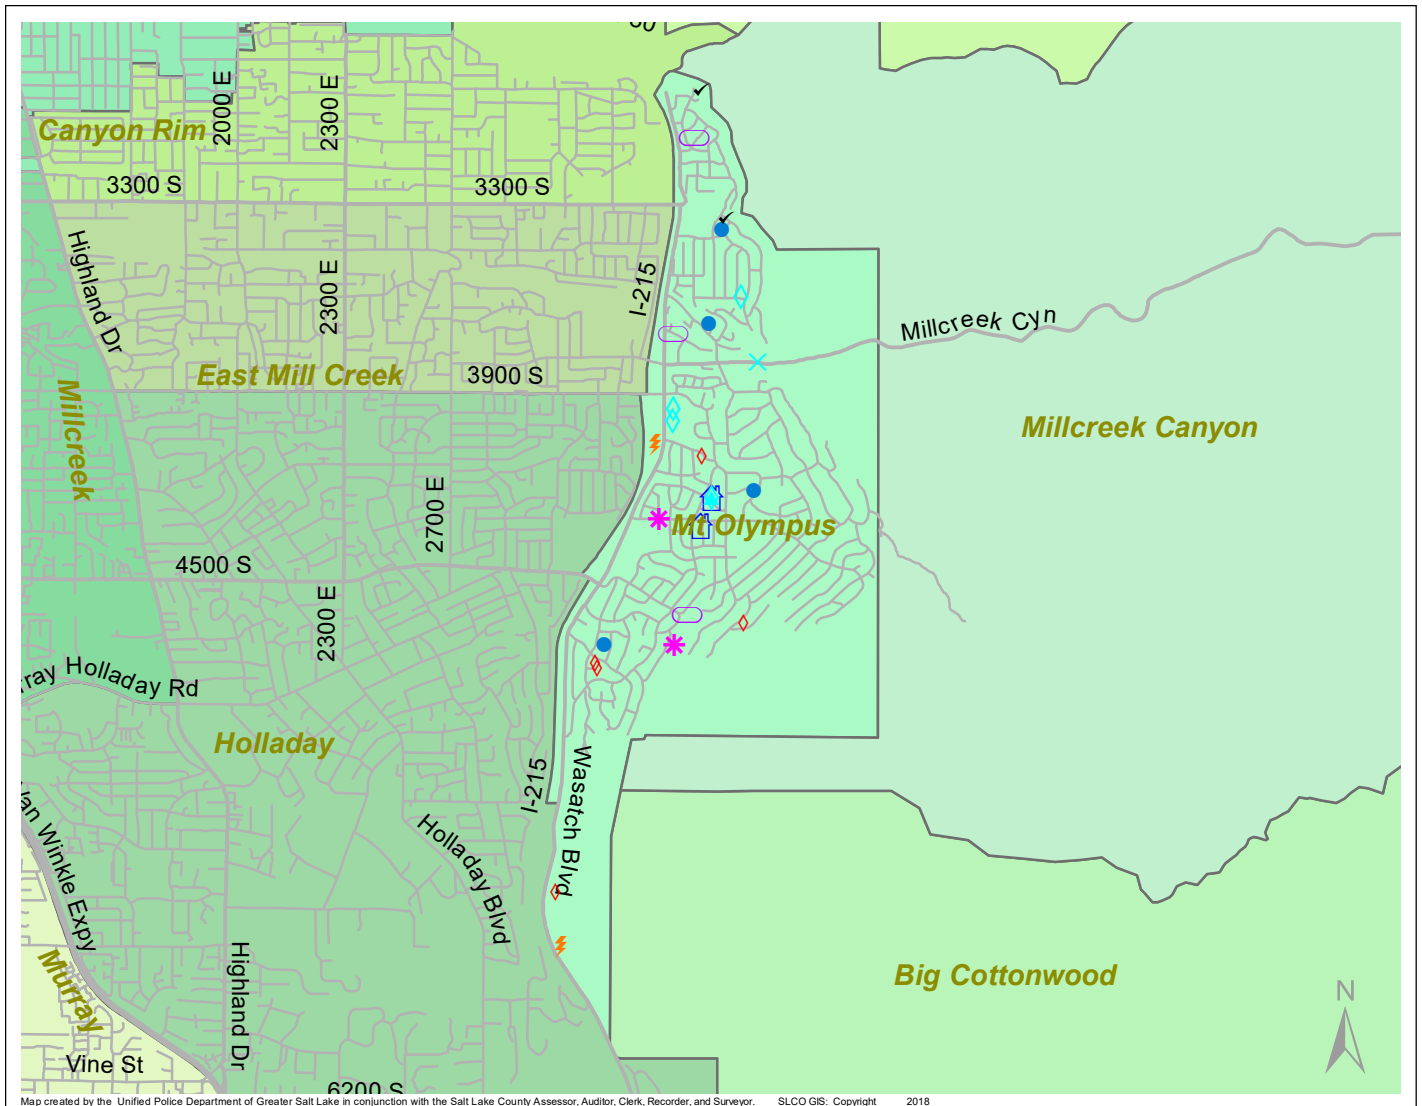 2000 E
2300 E
Canyon Rim
3300 S
3300 S
Highland Dr
2300 E
I-215
Millcreek Cyn
East Mill Creek
3900 S
Millcreek
Millcreek Canyon
2700 E
Mt Olympus
4500 S
2300 E
ray Holladay Rd
Holladay
I-215
Wasatch Blvd
Van Winkle Expy
Holladay Blvd
Murray
Highland Dr
Big Cottonwood
N
Vine St
6200 S
Map created by the Unified Police Department of Greater Salt Lake in conjunction with the Salt Lake County Assessor, Auditor, Clerk, Recorder, and Surveyor. SLCO GIS: Copyright 2018